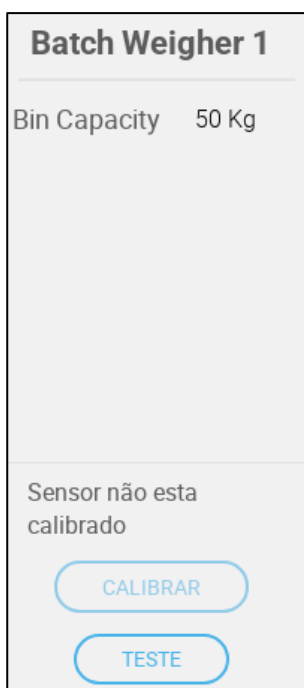 Batch Weigher 1
Bin Capacity 50 Kg
Sensor não esta
calibrado
CALIBRAR
TESTE